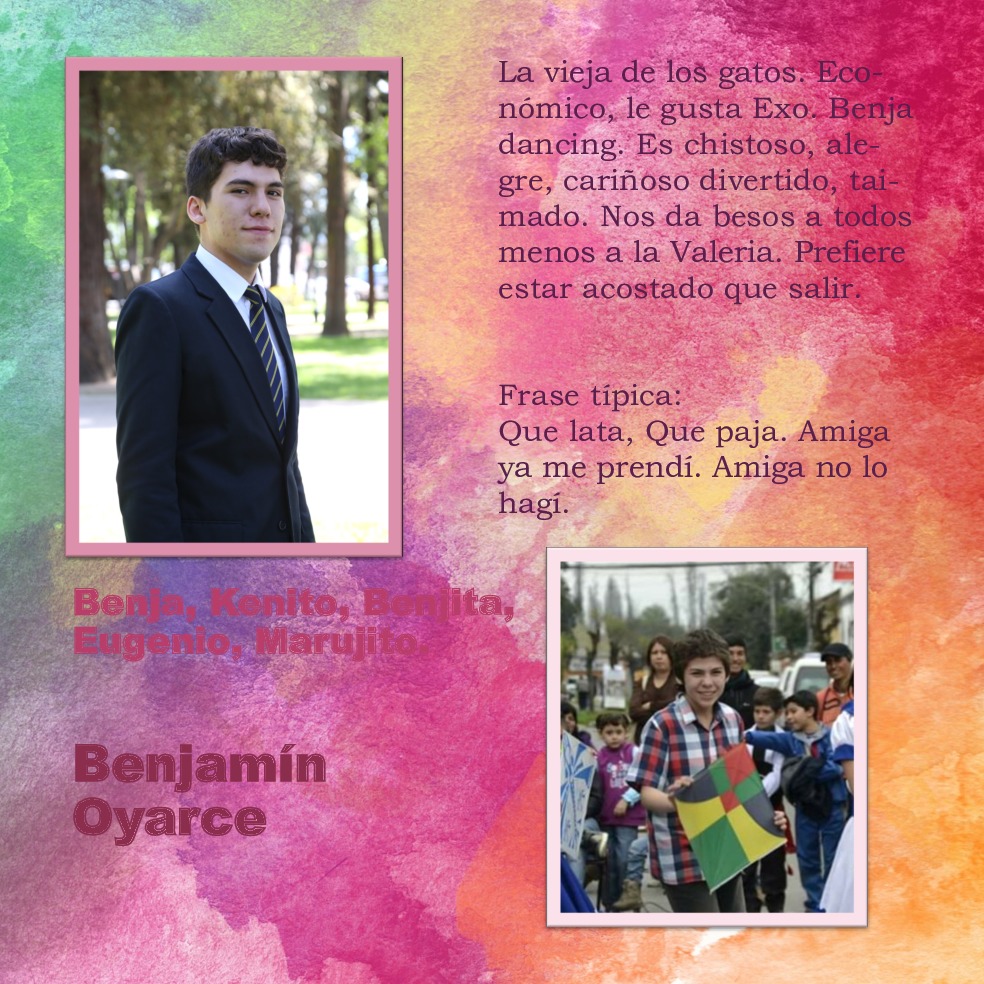 La vieja de los gatos. Eco-
nómico, le gusta Exo. Benja
dancing. Es chistoso, ale-
gre, cariñoso divertido, tai-
mado. Nos da besos a todos
menos a la Valeria. Prefiere
estar acostado que salir.
Frase típica:
Que lata, Que paja. Amiga
ya me prendí. Amiga no lo
hagí.
Benja, Kenito, Benjita,
Eugenio, Marujito.
Benjamín
Oyarce